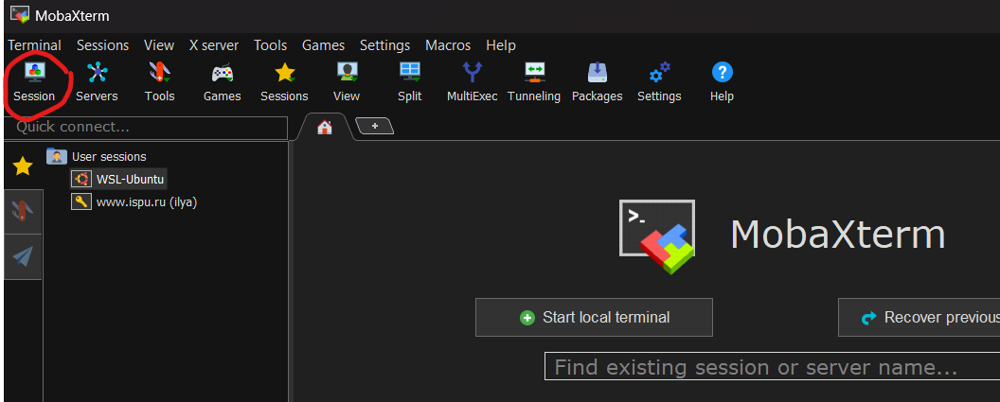 MobaXterm
Terminal Sessions View X server Tools Games Settings Macros Help
Session Servers Tools Games Sessions View Split MultiExec Tunneling Packages Settings Help
Quick connect...
User sessions
WSL-Ubuntu
www.ispu.ru (ilya)
>_
MobaXterm
Start local terminal Recover previous
Find existing session or server name...